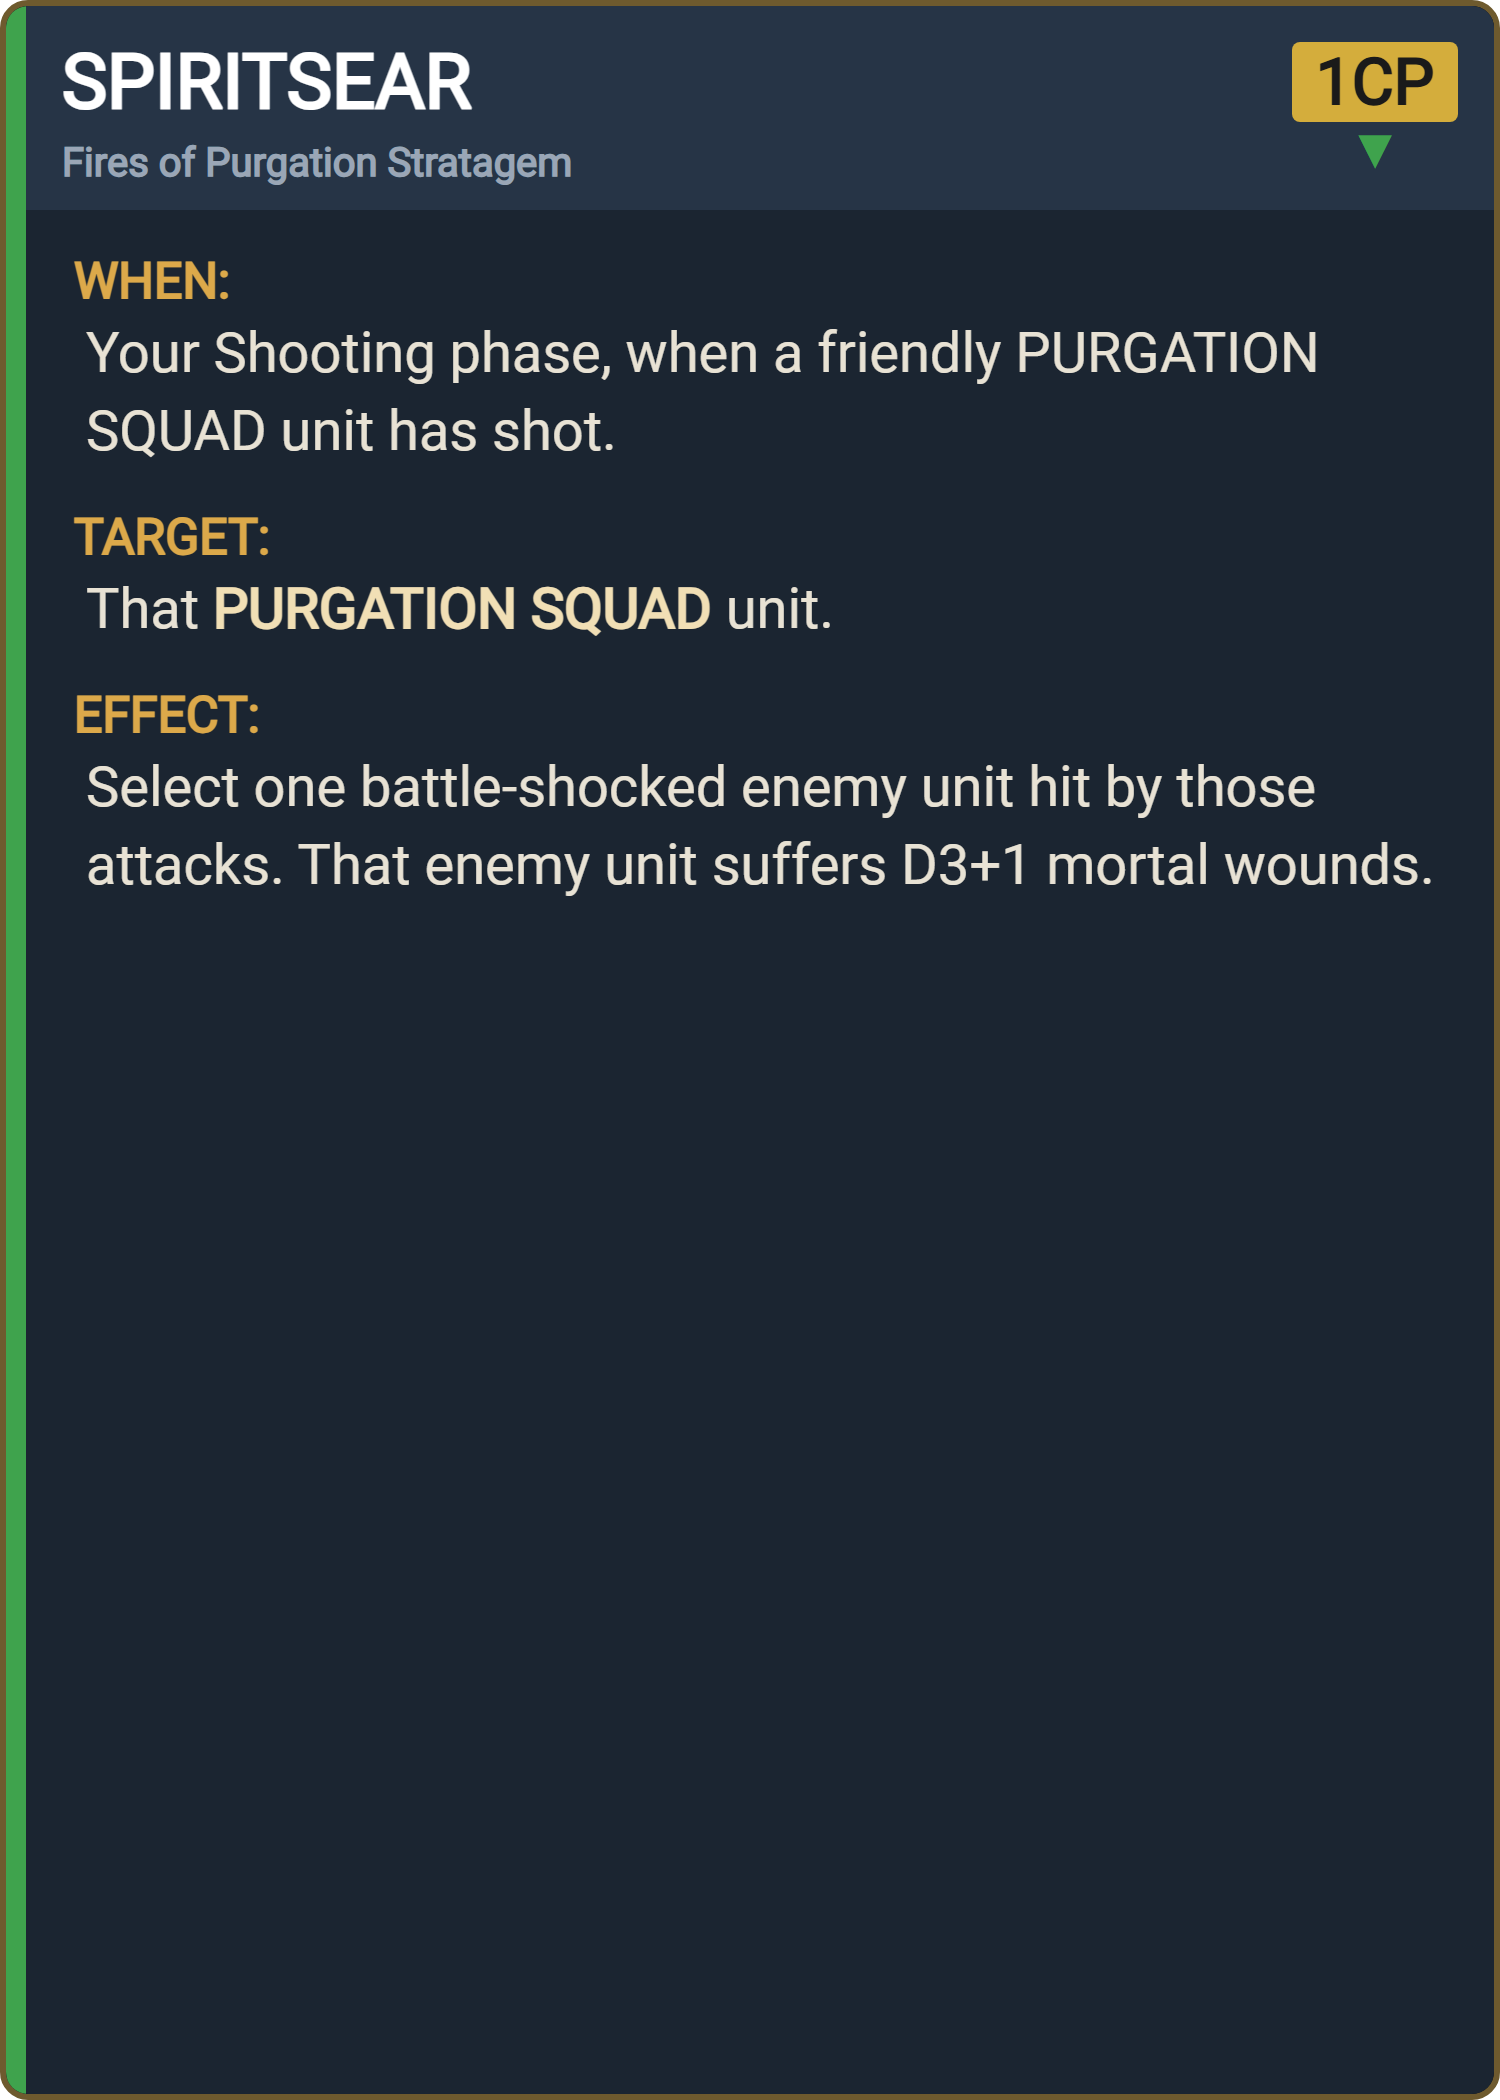 SPIRITSEAR
1CP
Fires of Purgation Stratagem
WHEN:
Your Shooting phase, when a friendly PURGATION
SQUAD unit has shot.
TARGET:
That PURGATION SQUAD unit.
EFFECT:
Select one battle-shocked enemy unit hit by those
attacks. That enemy unit suffers D3+1 mortal wounds.